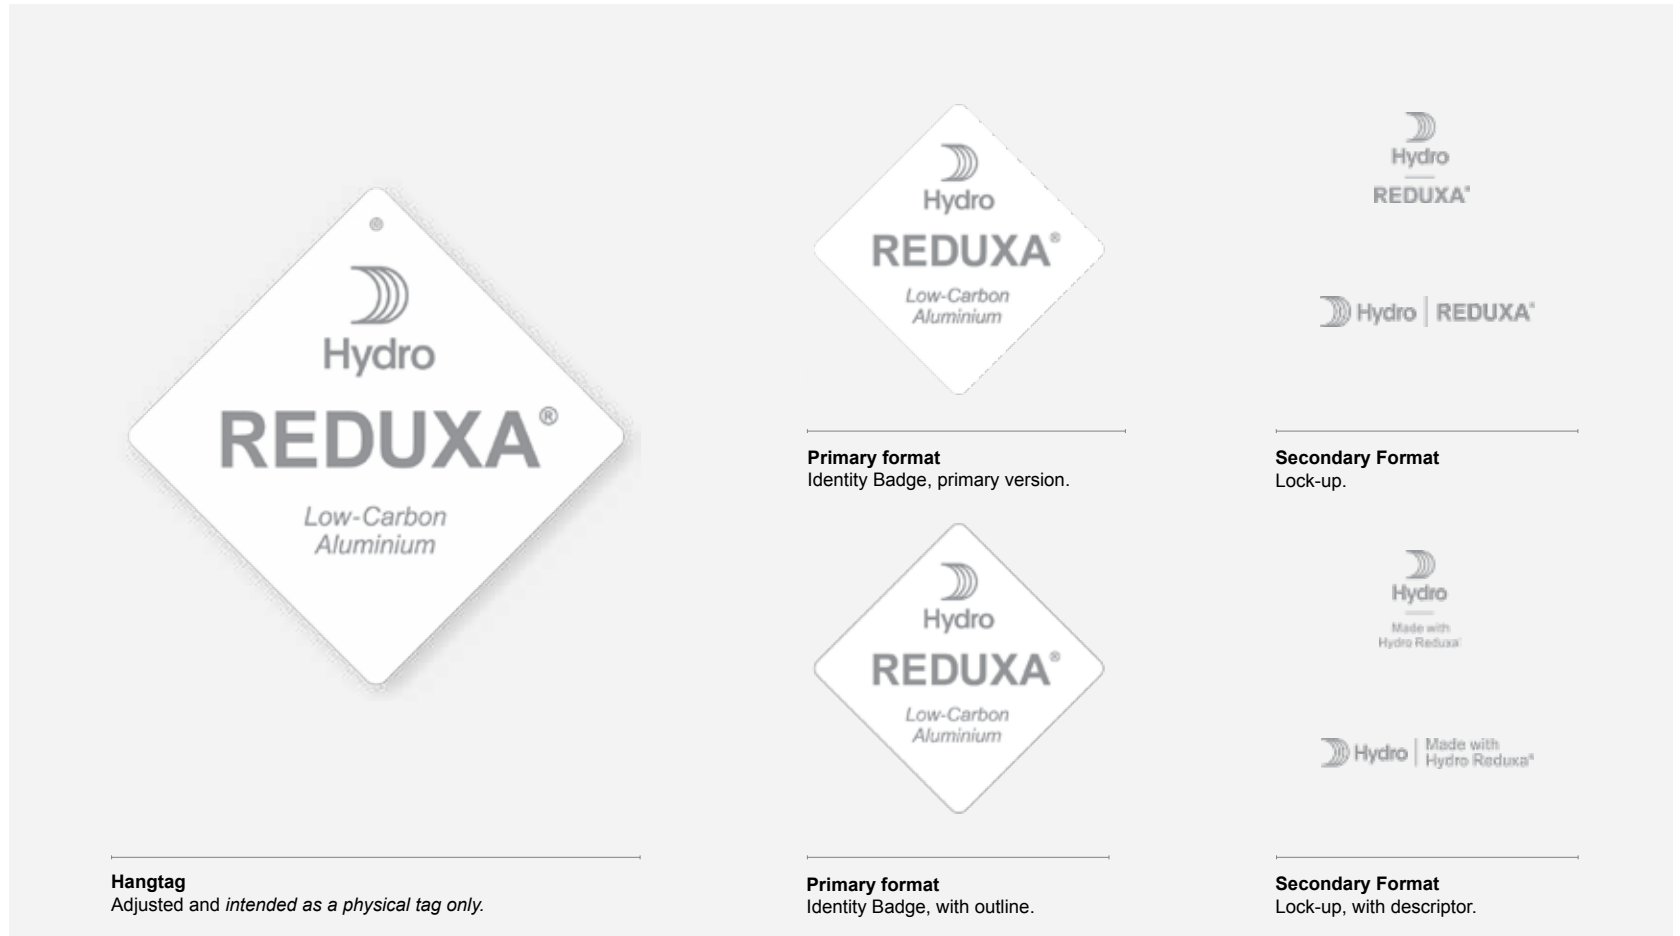 Hydro
REDUXA®
Low-Carbon
Aluminium
Hangtag
Adjusted and intended as a physical tag only.
Hydro
REDUXA®
Low-Carbon
Aluminium
Primary format
Identity Badge, primary version.
Hydro
REDUXA®
Low-Carbon
Aluminium
Primary format
Identity Badge, with outline.
Hydro
REDUXA®
Hydro | REDUXA®
Secondary Format
Lock-up.
Hydro
Made with
Hydro Reduxa®
Hydro | Made with
Hydro Reduxa®
Secondary Format
Lock-up, with descriptor.